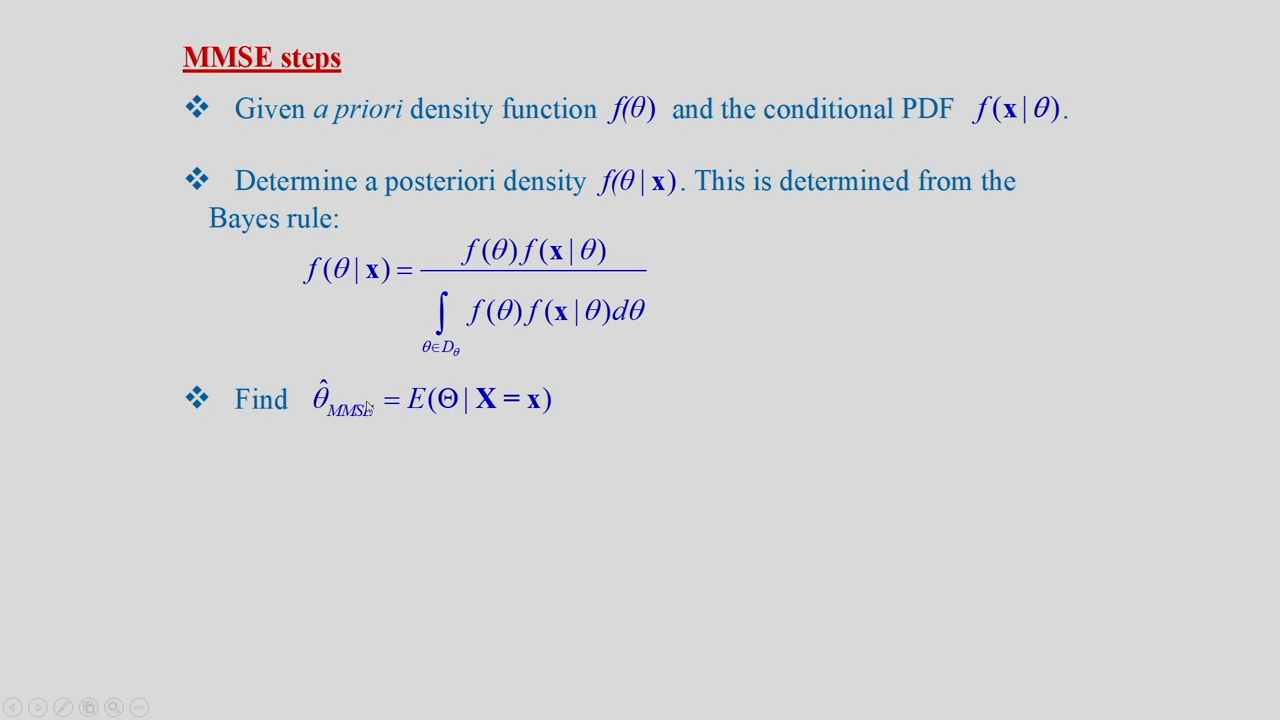 MMSE steps
❖ Given a priori density function f(θ) and the conditional PDF f(x | θ).
❖ Determine a posteriori density f(θ | x). This is determined from the
Bayes rule:
f(θ | x) = f(θ) f(x | θ) / ∫_{θ∈D_θ} f(θ) f(x | θ)dθ
❖ Find θ̂_MMSE = E(Θ | X = x)